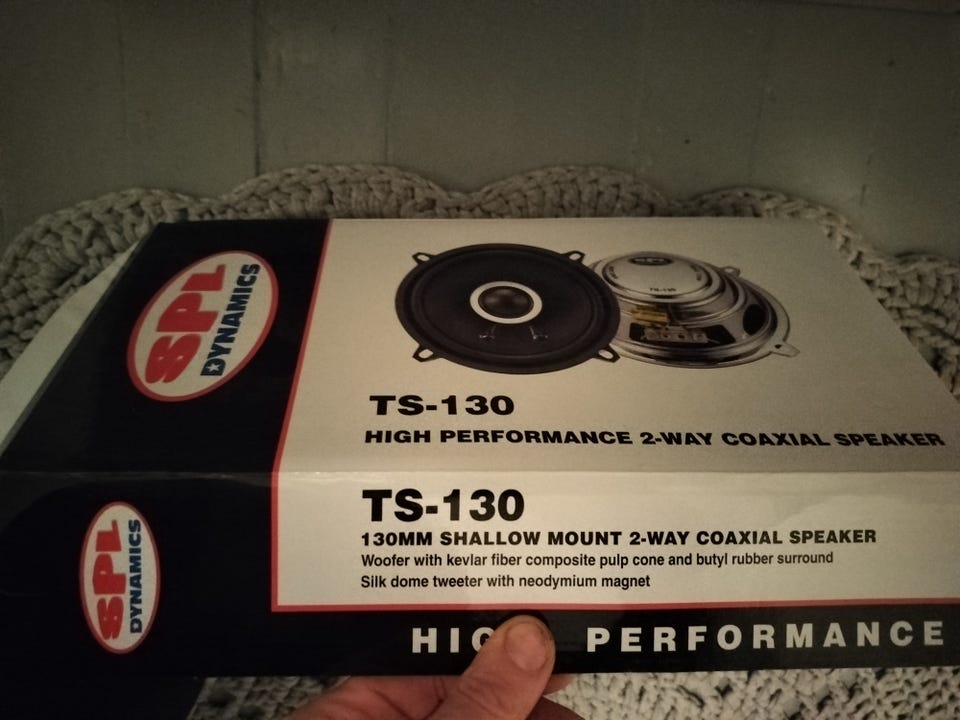 SPL
DYNAMICS
TS-130
HIGH PERFORMANCE 2-WAY COAXIAL SPEAKER
SPL
DYNAMICS
TS-130
130MM SHALLOW MOUNT 2-WAY COAXIAL SPEAKER
Woofer with kevlar fiber composite pulp cone and butyl rubber surround
Silk dome tweeter with neodymium magnet
PERFORMANCE